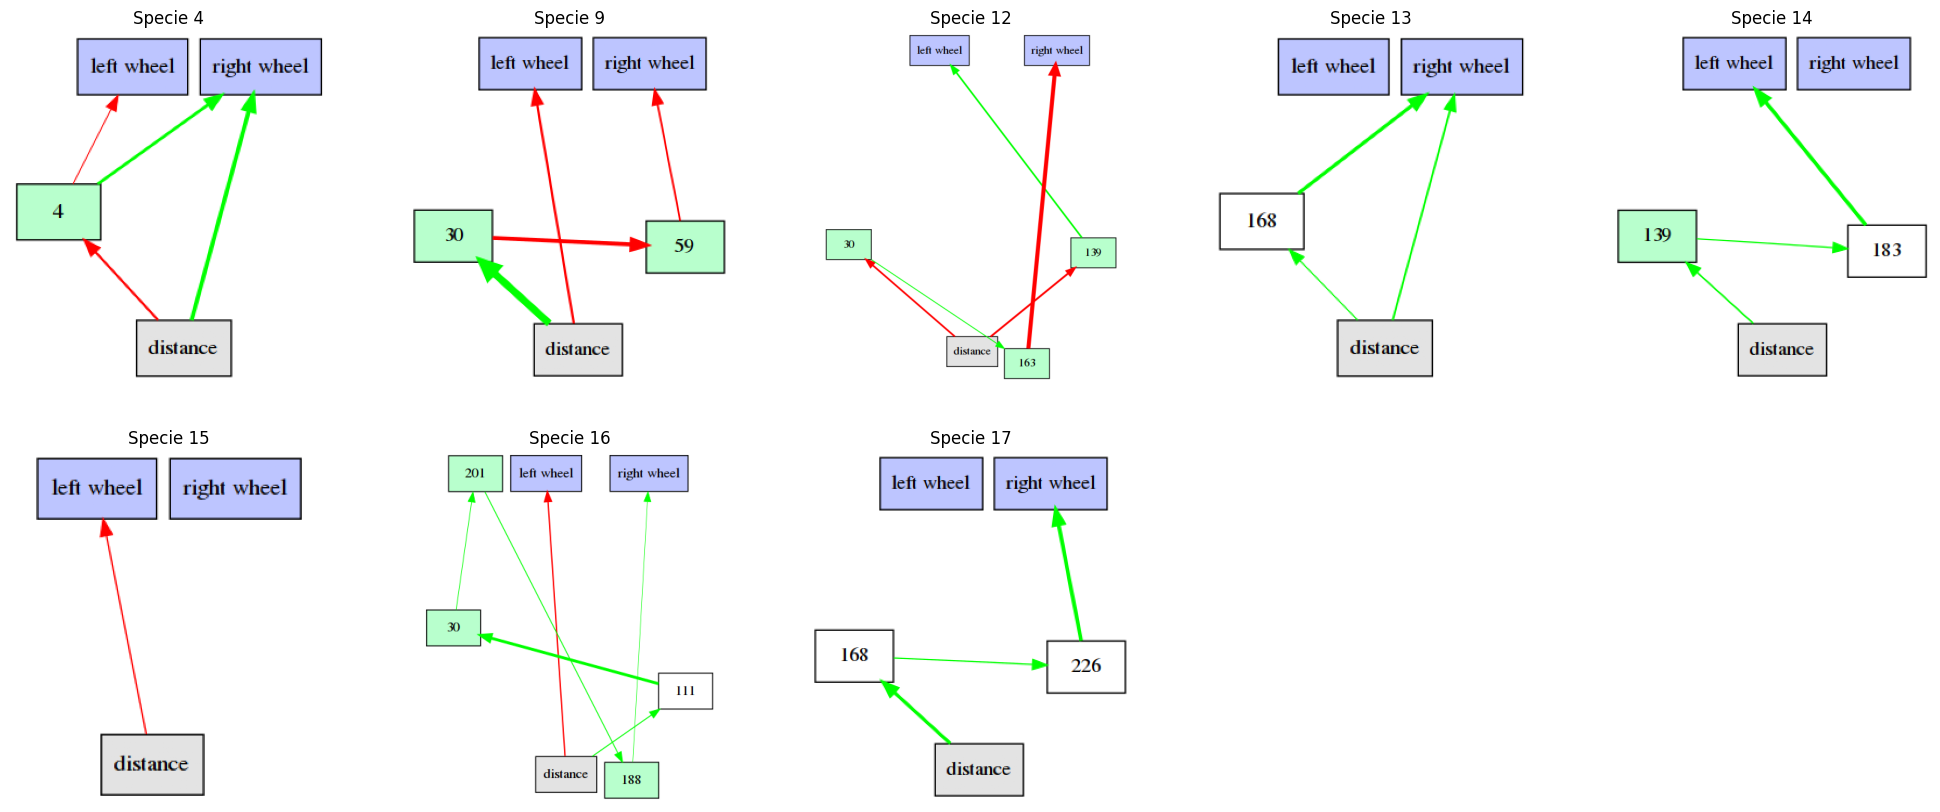 Specie 4
left wheel
right wheel
4
distance
Specie 9
left wheel
right wheel
30
59
distance
Specie 12
left wheel
right wheel
30
139
distance
163
Specie 13
left wheel
right wheel
168
distance
Specie 14
left wheel
right wheel
139
183
distance
Specie 15
left wheel
right wheel
distance
Specie 16
201
left wheel
right wheel
30
111
distance
188
Specie 17
left wheel
right wheel
168
226
distance